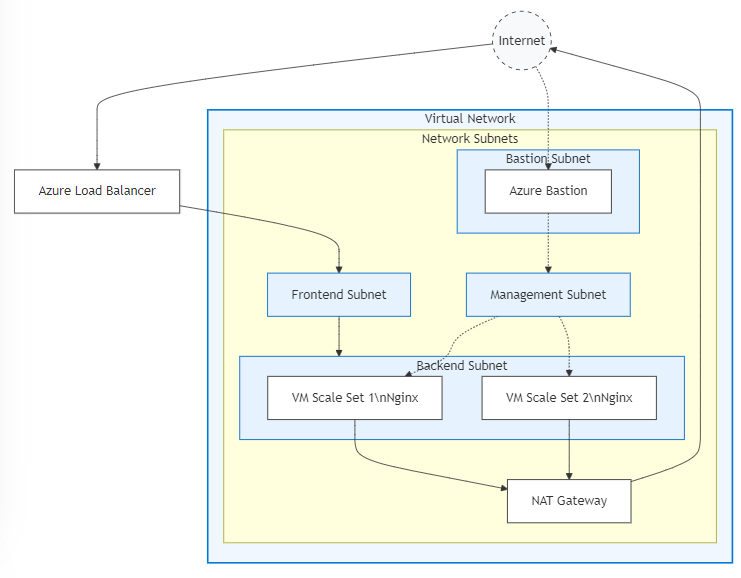 Internet
Virtual Network
Network Subnets
Bastion Subnet
Azure Load Balancer
Azure Bastion
Frontend Subnet
Management Subnet
Backend Subnet
VM Scale Set 1\nNginx
VM Scale Set 2\nNginx
NAT Gateway